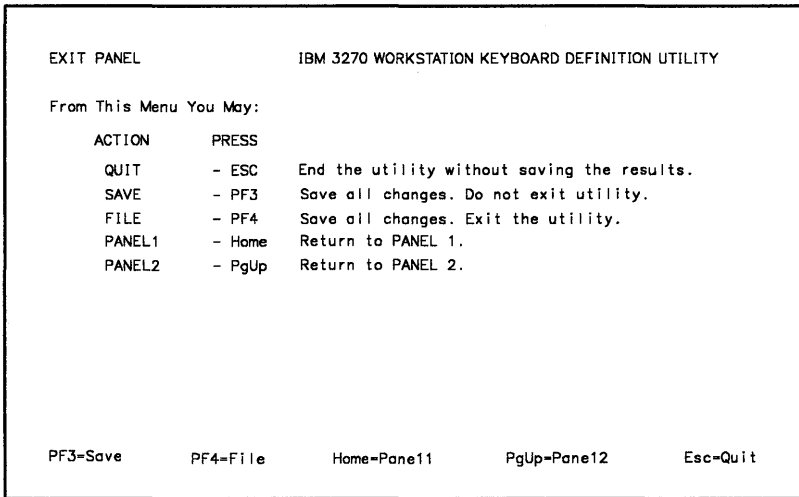 EXIT PANEL IBM 3270 WORKSTATION KEYBOARD DEFINITION UTILITY
From This Menu You May:
ACTION PRESS
QUIT - ESC End the utility without saving the results.
SAVE - PF3 Save all changes. Do not exit utility.
FILE - PF4 Save all changes. Exit the utility.
PANEL1 - Home Return to PANEL 1.
PANEL2 - PgUp Return to PANEL 2.
PF3=Save PF4=File Home=Panel1 PgUp=Panel2 Esc=Quit